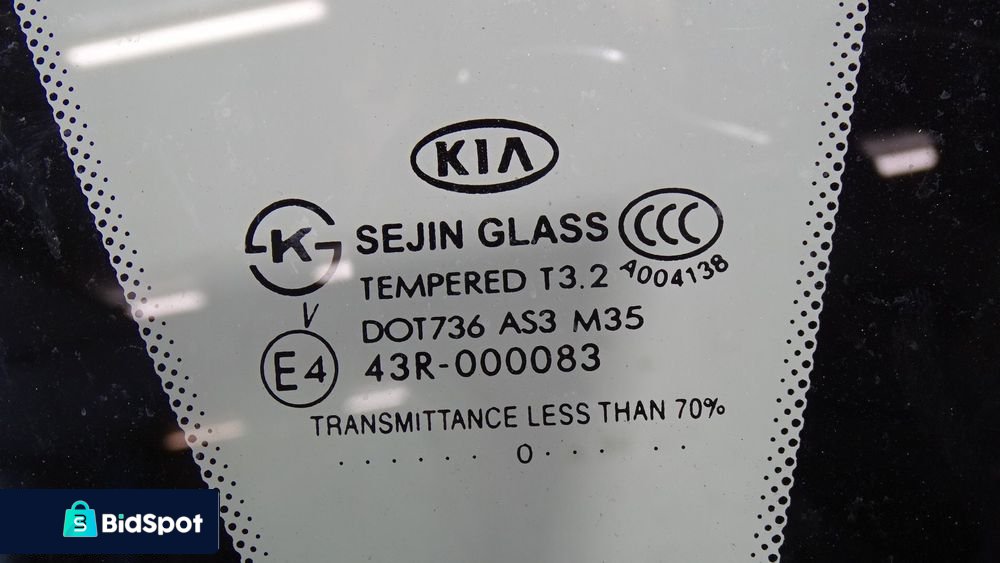 KIA
K SEJIN GLASS CCC
TEMPERED T3.2 A004138
V DOT736 AS3 M35
E4 43R-000083
TRANSMITTANCE LESS THAN 70%
. . . . . . O . . . . .
BidSpot